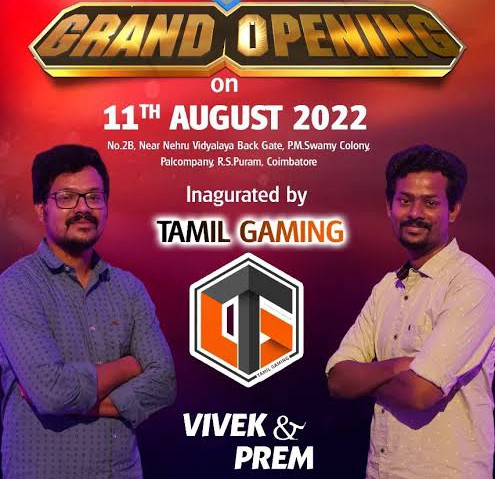 GRAND OPENING
on
11TH AUGUST 2022
No.2B, Near Nehru Vidyalaya Back Gate, P.M.Swamy Colony,
Palcompany, R.S.Puram, Coimbatore
Inagurated by
TAMIL GAMING
TG
TAMIL GAMING
VIVEK &
PREM